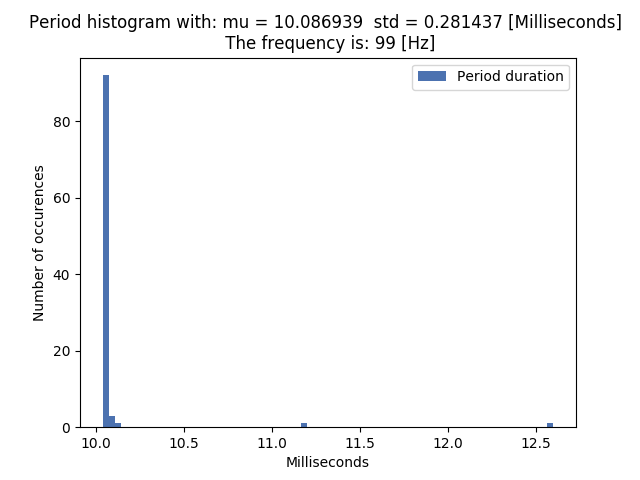 Period histogram with: mu = 10.086939  std = 0.281437 [Milliseconds]
The frequency is: 99 [Hz]
Period duration
Number of occurences
80
60
40
20
0
10.0 10.5 11.0 11.5 12.0 12.5
Milliseconds